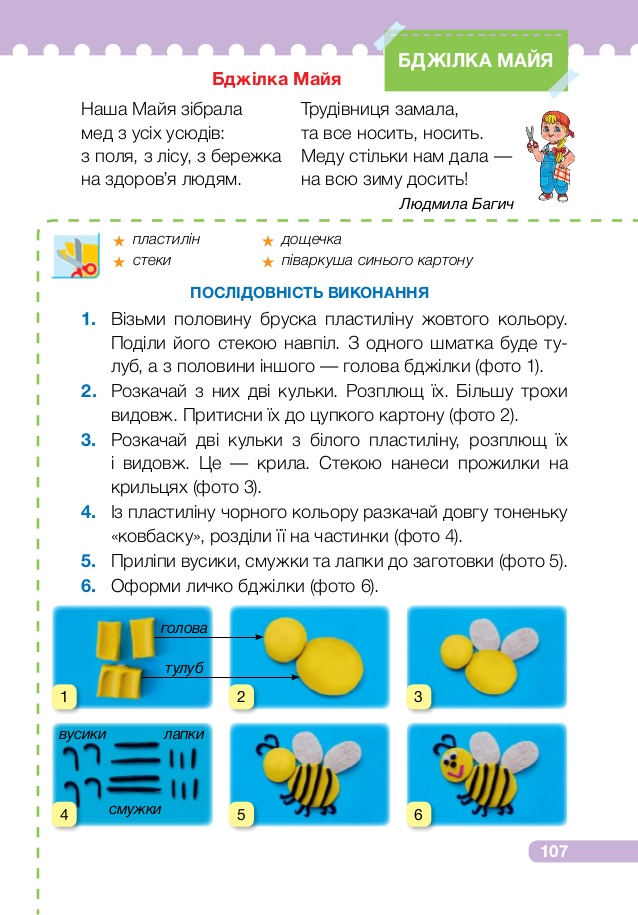 БДЖІЛКА МАЙЯ
Бджілка Майя
Наша Майя зібрала
мед з усіх усюдів:
з поля, з лісу, з бережка
на здоров’я людям.
Трудівниця замала,
та все носить, носить.
Меду стільки нам дала —
на всю зиму досить!
Людмила Багич
пластилін
стеки
дощечка
піваркуша синього картону
ПОСЛІДОВНІСТЬ ВИКОНАННЯ
1. Візьми половину бруска пластиліну жовтого кольору.
Поділи його стекою навпіл. З одного шматка буде ту-
луб, а з половини іншого — голова бджілки (фото 1).
2. Розкачай з них дві кульки. Розплющ їх. Більшу трохи
видовж. Притисни їх до цупкого картону (фото 2).
3. Розкачай дві кульки з білого пластиліну, розплющ їх
і видовж. Це — крила. Стекою нанеси прожилки на
крильцях (фото 3).
4. Із пластиліну чорного кольору разкачай довгу тоненьку
«ковбаску», розділи її на частинки (фото 4).
5. Приліпи вусики, смужки та лапки до заготовки (фото 5).
6. Оформи личко бджілки (фото 6).
голова
тулуб
1
2
3
вусики
лапки
смужки
4
5
6
107